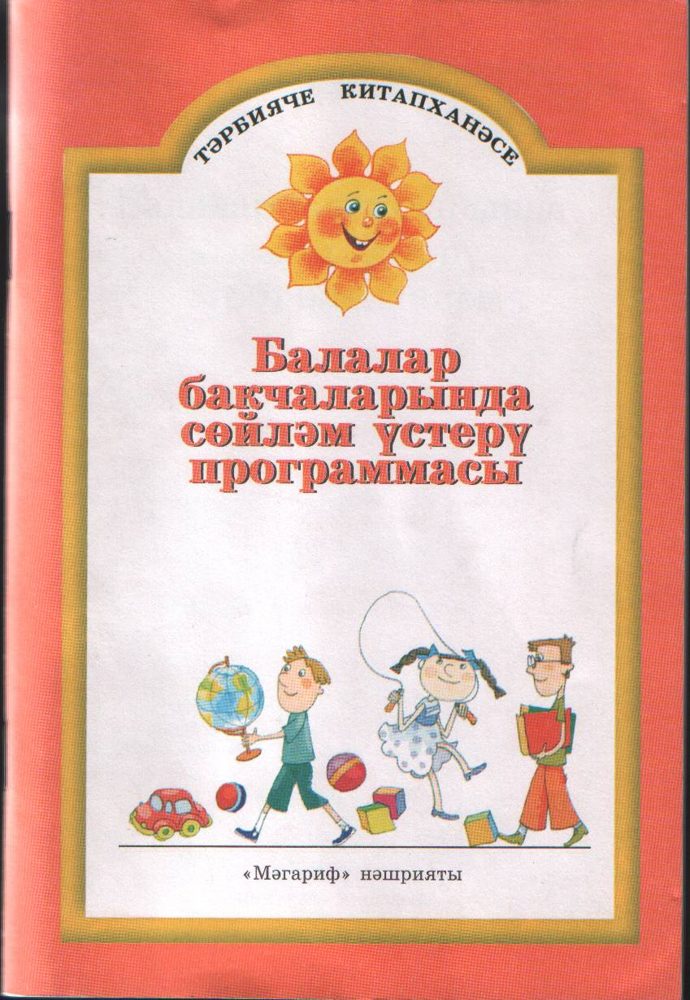 ТӘРБИЯЧЕ КИТАПХАНӘСЕ
Балалар
бакчаларында
сөйләм үстерү
программасы
«Мәгариф» нәшрияты